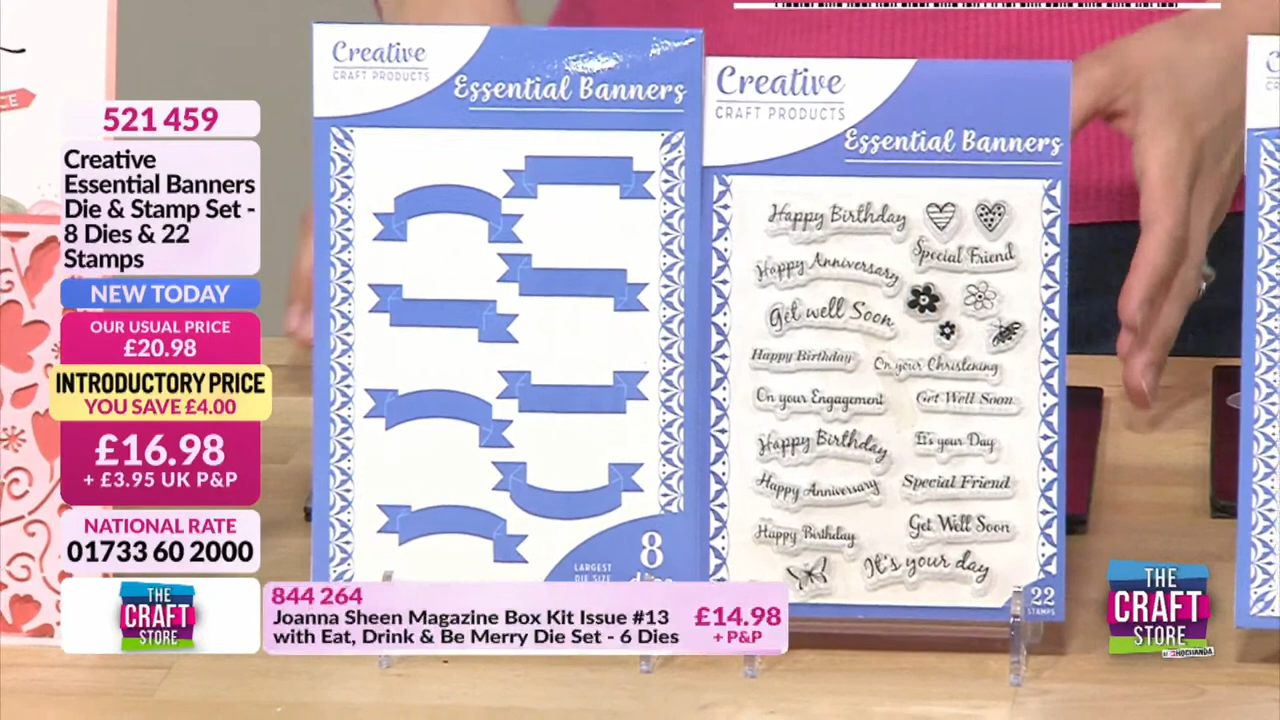 521 459
Creative
Essential Banners
Die & Stamp Set -
8 Dies & 22
Stamps
NEW TODAY
OUR USUAL PRICE
£20.98
INTRODUCTORY PRICE
YOU SAVE £4.00
£16.98
+ £3.95 UK P&P
NATIONAL RATE
01733 60 2000
THE
CRAFT
STORE
844 264
Joanna Sheen Magazine Box Kit Issue #13
with Eat, Drink & Be Merry Die Set - 6 Dies
£14.98
+ P&P
Creative
CRAFT PRODUCTS
Essential Banners
8
LARGEST
DIE SIZE
Creative
CRAFT PRODUCTS
Essential Banners
Happy Birthday
Special Friend
Happy Anniversary
Get well Soon
Happy Birthday
On your Christening
On your Engagement
Get Well Soon
Happy Birthday
It's your Day
Happy Anniversary
Special Friend
Happy Birthday
Get Well Soon
It's your day
22
STAMPS
THE
CRAFT
STORE
HOCHANDA